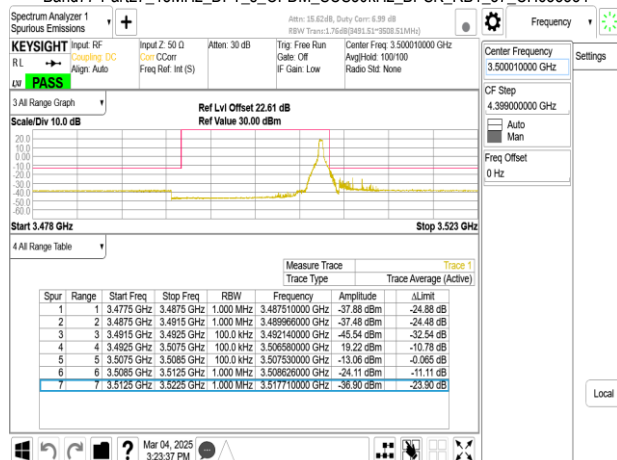 Spectrum Analyzer 1
Spurious Emissions
Attn: 15.62dB, Duty Corr: 6.99 dB
RBW Trans:1.76dB(3491.51~3508.51MHz)
Frequency
KEYSIGHT
Input: RF
Coupling: DC
Align: Auto
Input Z: 50 Ω
Corr CCorr
Freq Ref: Int (S)
Atten: 30 dB
Trig: Free Run
Gate: Off
IF Gain: Low
Center Freq: 3.500010000 GHz
Avg|Hold: 100/100
Radio Std: None
RL
LXI PASS
Center Frequency
3.500010000 GHz
Settings
CF Step
4.399000000 GHz
Auto
Man
Freq Offset
0 Hz
3 All Range Graph
Scale/Div 10.0 dB
Ref Lvl Offset 22.61 dB
Ref Value 30.00 dBm
20.0
10.0
0.00
-10.0
-20.0
-30.0
-40.0
-50.0
-60.0
Start 3.478 GHz
Stop 3.523 GHz
4 All Range Table
Measure Trace Trace 1
Trace Type Trace Average (Active)
Spur Range Start Freq Stop Freq RBW Frequency Amplitude ΔLimit
1 1 3.4775 GHz 3.4875 GHz 1.000 MHz 3.487510000 GHz -37.88 dBm -24.88 dB
2 2 3.4875 GHz 3.4915 GHz 1.000 MHz 3.489966000 GHz -37.48 dBm -24.48 dB
3 3 3.4915 GHz 3.4925 GHz 100.0 kHz 3.492140000 GHz -45.54 dBm -32.54 dB
4 4 3.4925 GHz 3.5075 GHz 100.0 kHz 3.506580000 GHz 19.22 dBm -10.78 dB
5 5 3.5075 GHz 3.5085 GHz 100.0 kHz 3.507530000 GHz -13.06 dBm -0.065 dB
6 6 3.5085 GHz 3.5125 GHz 1.000 MHz 3.508626000 GHz -24.11 dBm -11.11 dB
7 7 3.5125 GHz 3.5225 GHz 1.000 MHz 3.517710000 GHz -36.90 dBm -23.90 dB
Local
Mar 04, 2025
3:23:37 PM